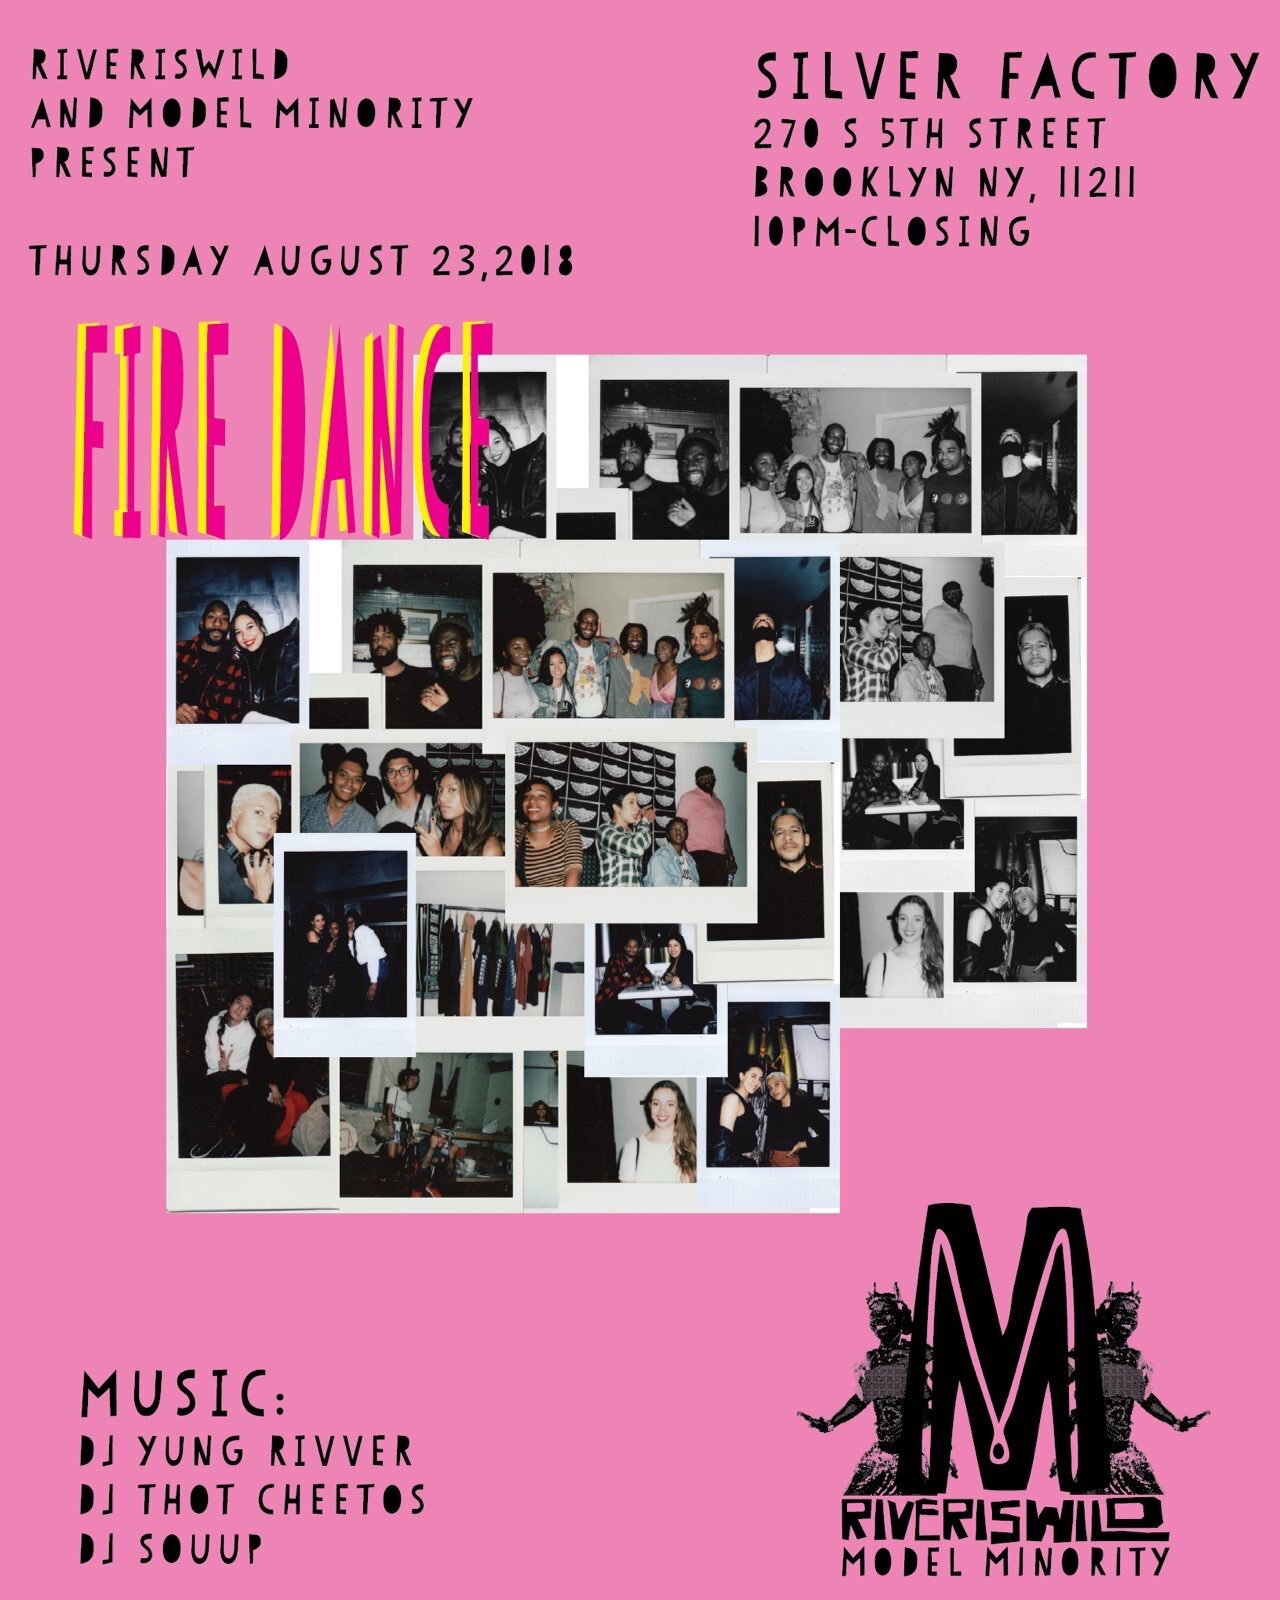 RIVERISWILD
AND MODEL MINORITY
PRESENT
THURSDAY AUGUST 23,2018
SILVER FACTORY
270 S 5TH STREET
BROOKLYN NY, 11211
10PM-CLOSING
FIRE DANCE
MUSIC:
DJ YUNG RIVVER
DJ THOT CHEETOS
DJ SOUUP
M
RIVERISWILD
MODEL MINORITY